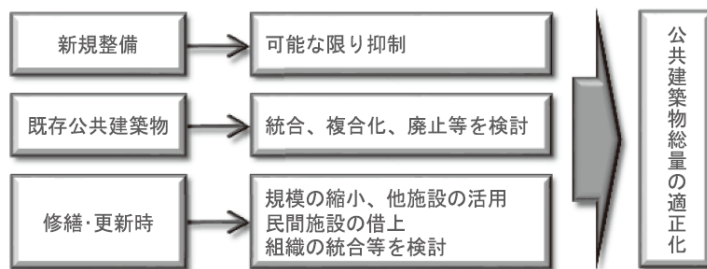 新規整備
可能な限り抑制
既存公共建築物
統合、複合化、廃止等を検討
修繕・更新時
規模の縮小、他施設の活用
民間施設の借上
組織の統合等を検討
公共建築物総量の適正化